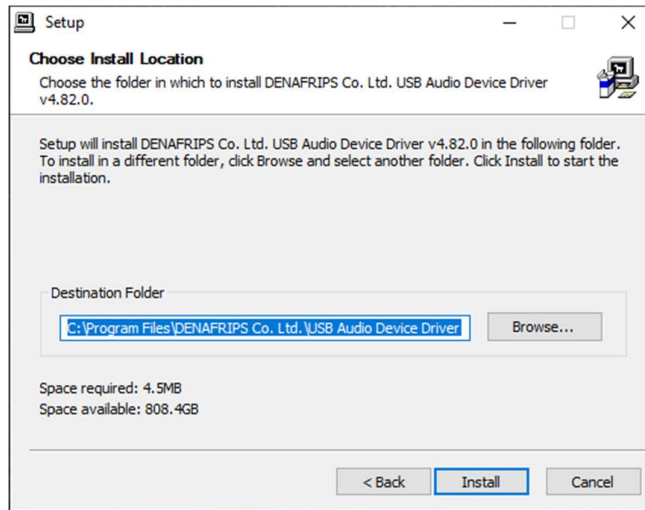 Setup
Choose Install Location
Choose the folder in which to install DENAFRIPS Co. Ltd. USB Audio Device Driver
v4.82.0.
Setup will install DENAFRIPS Co. Ltd. USB Audio Device Driver v4.82.0 in the following folder.
To install in a different folder, click Browse and select another folder. Click Install to start the
installation.
Destination Folder
C:\Program Files\DENAFRIPS Co. Ltd.\USB Audio Device Driver
Browse...
Space required: 4.5MB
Space available: 808.4GB
< Back
Install
Cancel